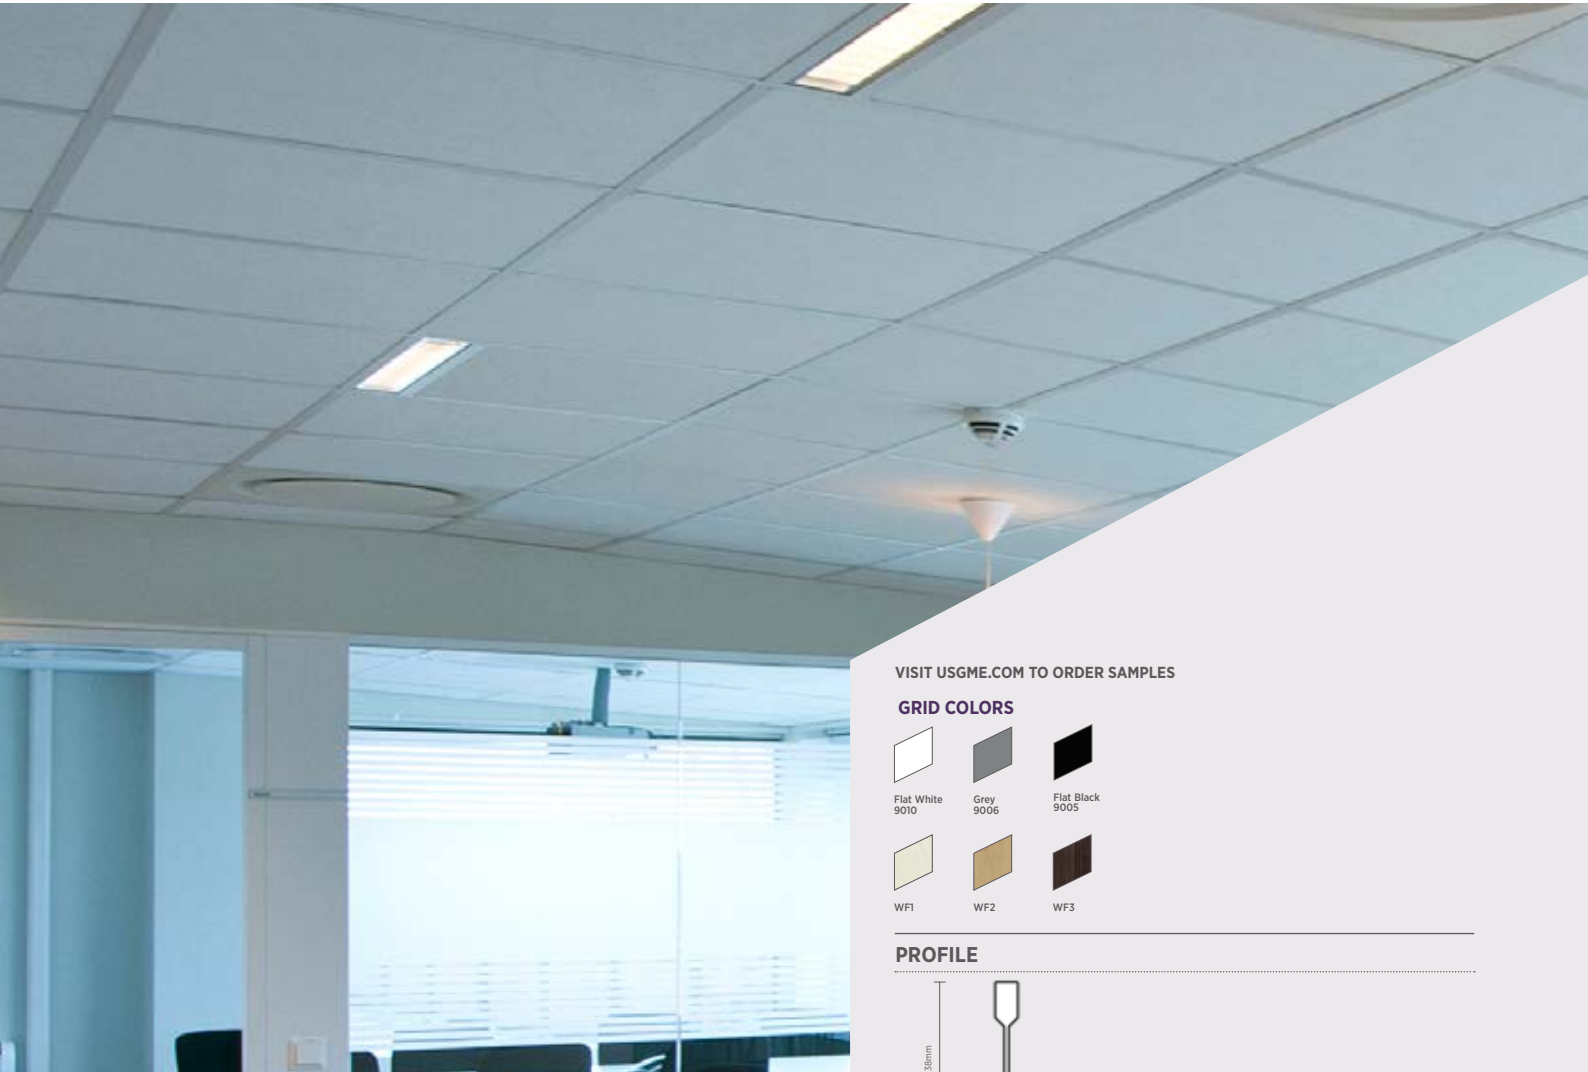 VISIT USGME.COM TO ORDER SAMPLES
GRID COLORS
Flat White
9010
Grey
9006
Flat Black
9005
WF1
WF2
WF3
PROFILE
38mm